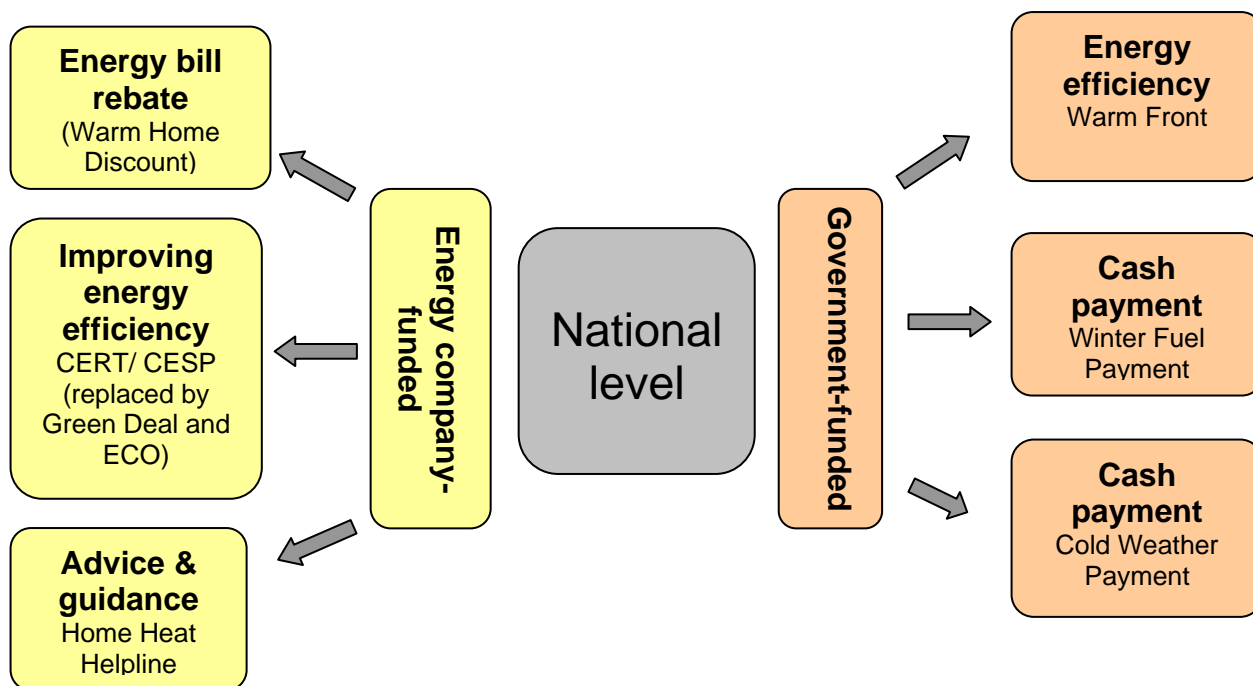 Energy bill
rebate
(Warm Home
Discount)
Improving
energy
efficiency
CERT/ CESP
(replaced by
Green Deal and
ECO)
Advice &
guidance
Home Heat
Helpline
Energy company-
funded
National
level
Government-funded
Energy
efficiency
Warm Front
Cash
payment
Winter Fuel
Payment
Cash
payment
Cold Weather
Payment